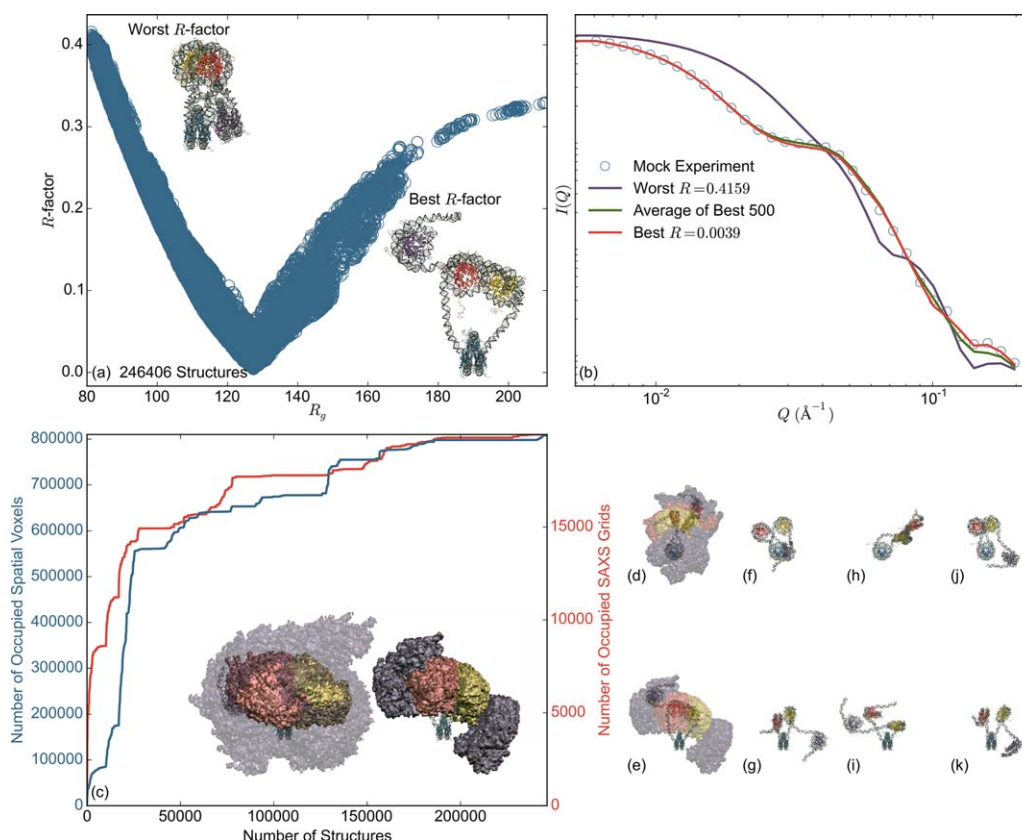 0.4
0.3
0.2
0.1
0.0
R-factor
Worst R-factor
Best R-factor
(a) 246406 Structures
80 100 120 140 160 180 200
R_g
I(Q)
Mock Experiment
Worst R=0.4159
Average of Best 500
Best R=0.0039
(b)
10⁻² 10⁻¹
Q (Å⁻¹)
800000
700000
600000
500000
400000
300000
200000
100000
0
Number of Occupied Spatial Voxels
(c)
0 50000 100000 150000 200000
Number of Structures
15000
10000
5000
0
Number of Occupied SAXS Grids
(d) (f) (h) (j)
(e) (g) (i) (k)